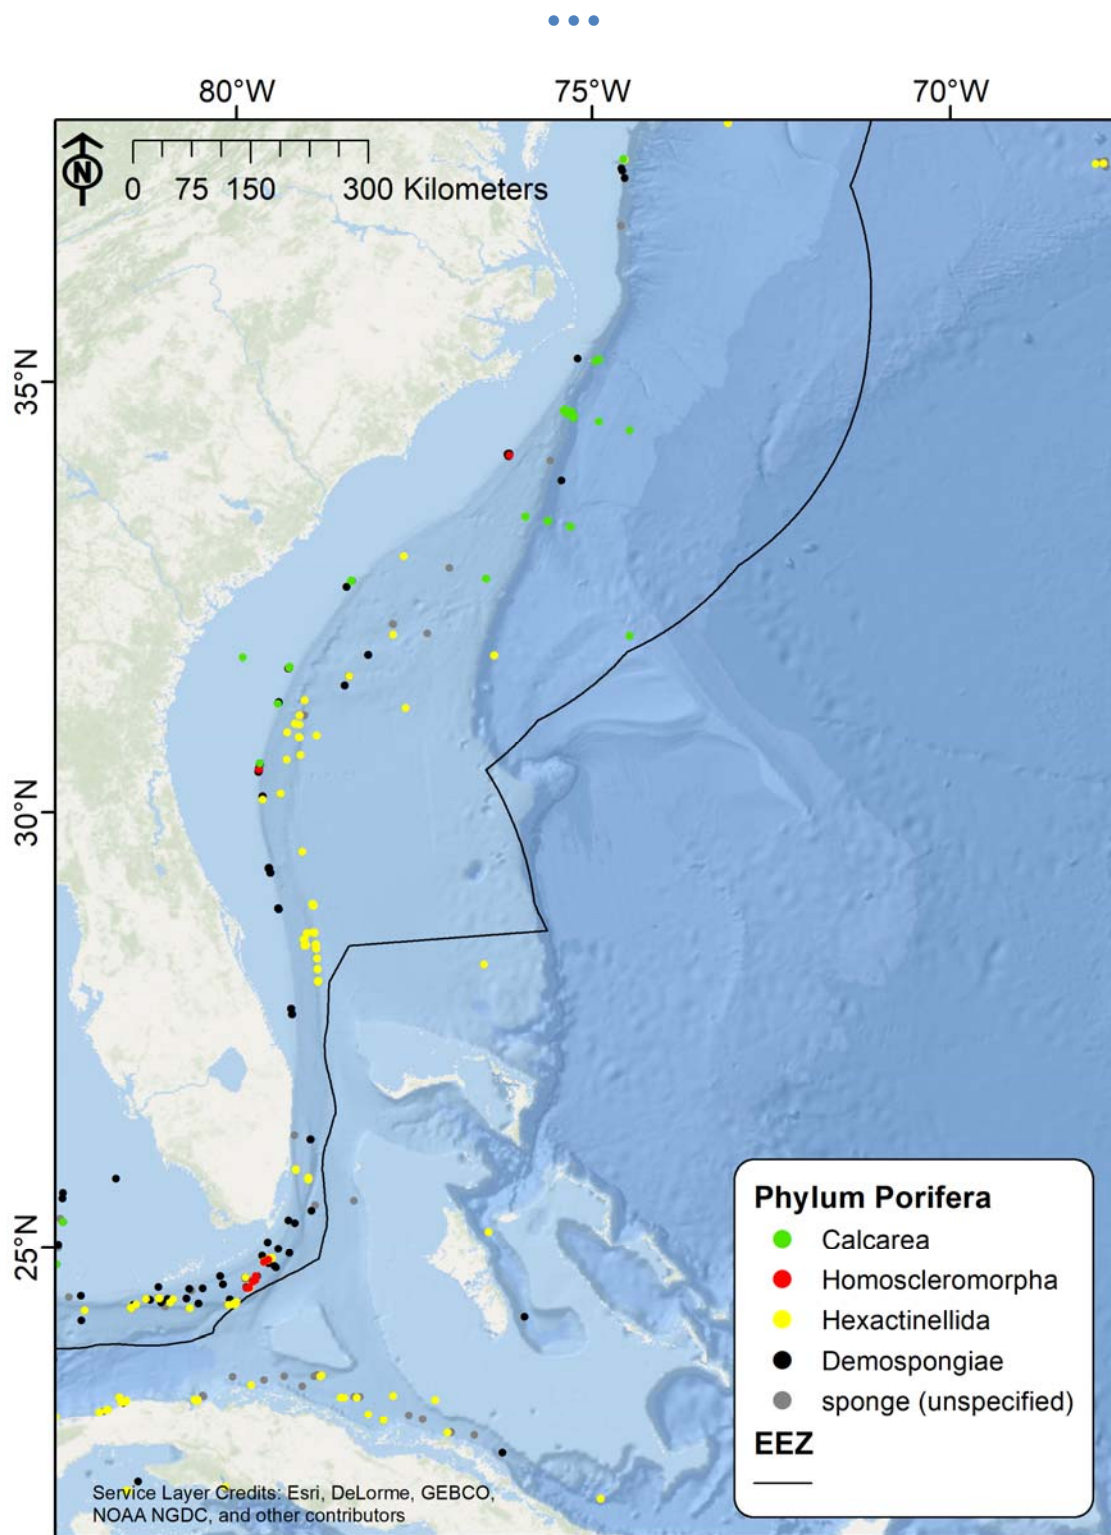 80°W 75°W 70°W
N
0 75 150 300 Kilometers
35°N
30°N
25°N
Phylum Porifera
Calcarea
Homoscleromorpha
Hexactinellida
Demospongiae
sponge (unspecified)
EEZ
Service Layer Credits: Esri, DeLorme, GEBCO,
NOAA NGDC, and other contributors